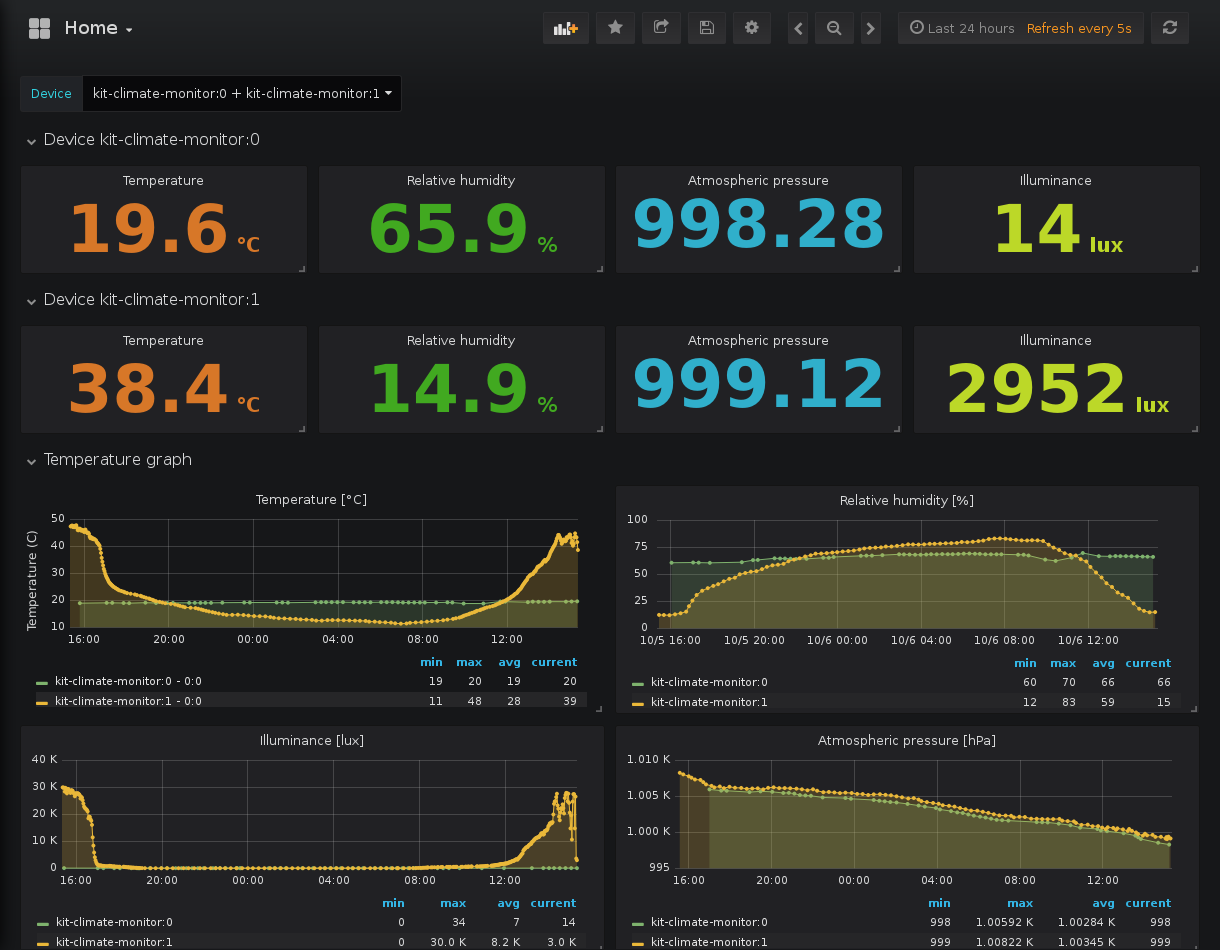 Home
Last 24 hours Refresh every 5s
Device kit-climate-monitor:0 + kit-climate-monitor:1
Device kit-climate-monitor:0
Temperature Relative humidity Atmospheric pressure Illuminance
19.6 °C 65.9 % 998.28 14 lux
Device kit-climate-monitor:1
Temperature Relative humidity Atmospheric pressure Illuminance
38.4 °C 14.9 % 999.12 2952 lux
Temperature graph
Temperature [°C]
Temperature (C)
50
40
30
20
10
16:00 20:00 00:00 04:00 08:00 12:00
min max avg current
kit-climate-monitor:0 - 0:0 19 20 19 20
kit-climate-monitor:1 - 0:0 11 48 28 39
Relative humidity [%]
100
75
50
25
0
10/5 16:00 10/5 20:00 10/6 00:00 10/6 04:00 10/6 08:00 10/6 12:00
min max avg current
kit-climate-monitor:0 60 70 66 66
kit-climate-monitor:1 12 83 59 15
Illuminance [lux]
40 K
30 K
20 K
10 K
0
16:00 20:00 00:00 04:00 08:00 12:00
min max avg current
kit-climate-monitor:0 0 34 7 14
kit-climate-monitor:1 0 30.0 K 8.2 K 3.0 K
Atmospheric pressure [hPa]
1.010 K
1.005 K
1.000 K
995
16:00 20:00 00:00 04:00 08:00 12:00
min max avg current
kit-climate-monitor:0 998 1.00592 K 1.00284 K 998
kit-climate-monitor:1 999 1.00822 K 1.00345 K 999